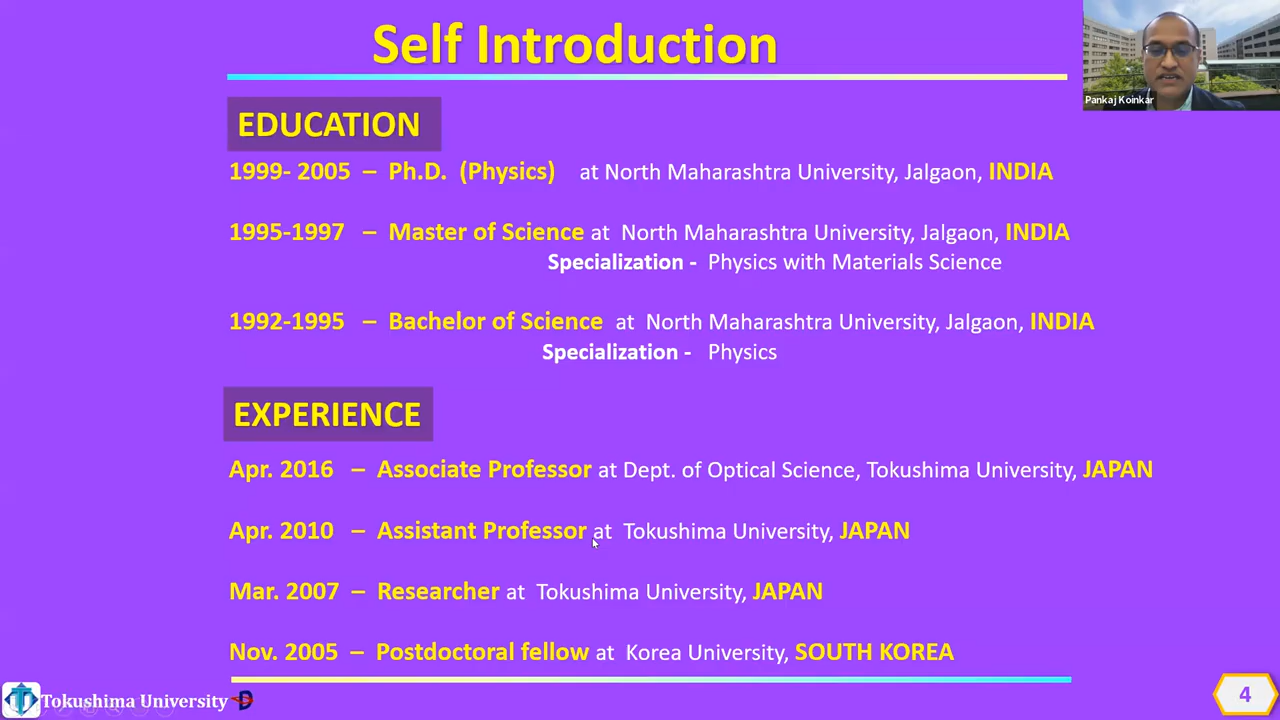 Self Introduction
Pankaj Koinkar
EDUCATION
1999- 2005 – Ph.D. (Physics) at North Maharashtra University, Jalgaon, INDIA
1995-1997 – Master of Science at North Maharashtra University, Jalgaon, INDIA
Specialization - Physics with Materials Science
1992-1995 – Bachelor of Science at North Maharashtra University, Jalgaon, INDIA
Specialization - Physics
EXPERIENCE
Apr. 2016 – Associate Professor at Dept. of Optical Science, Tokushima University, JAPAN
Apr. 2010 – Assistant Professor at Tokushima University, JAPAN
Mar. 2007 – Researcher at Tokushima University, JAPAN
Nov. 2005 – Postdoctoral fellow at Korea University, SOUTH KOREA
Tokushima University
4